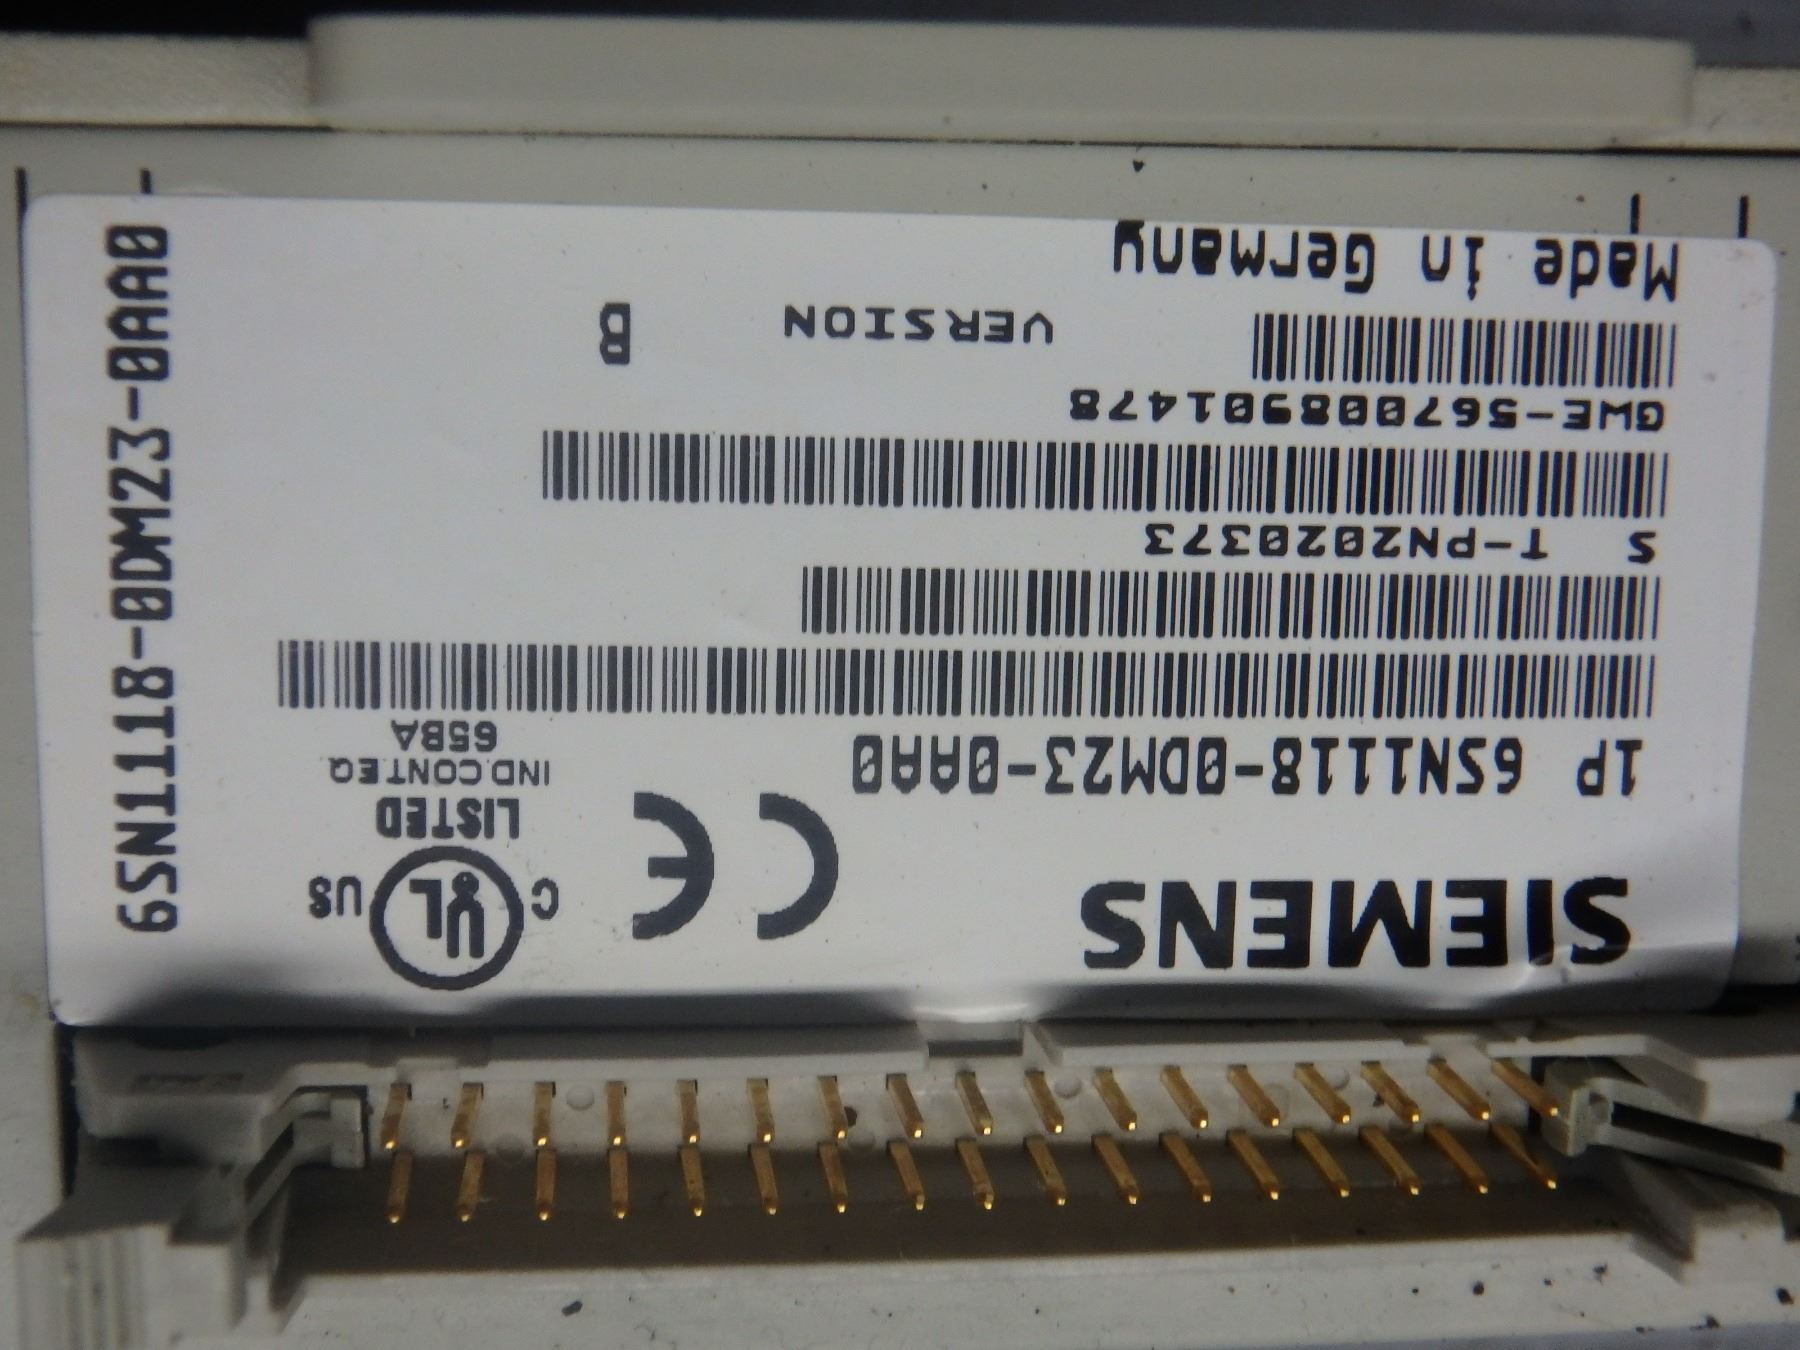 SIEMENS
C UL US
LISTED
IND.CONT.EQ
65BA
1P 6SN1118-0DM23-0AA0
S T-PN2020373
GWE-567008901478
VERSION B
Made in Germany
6SN1118-0DM23-0AA0